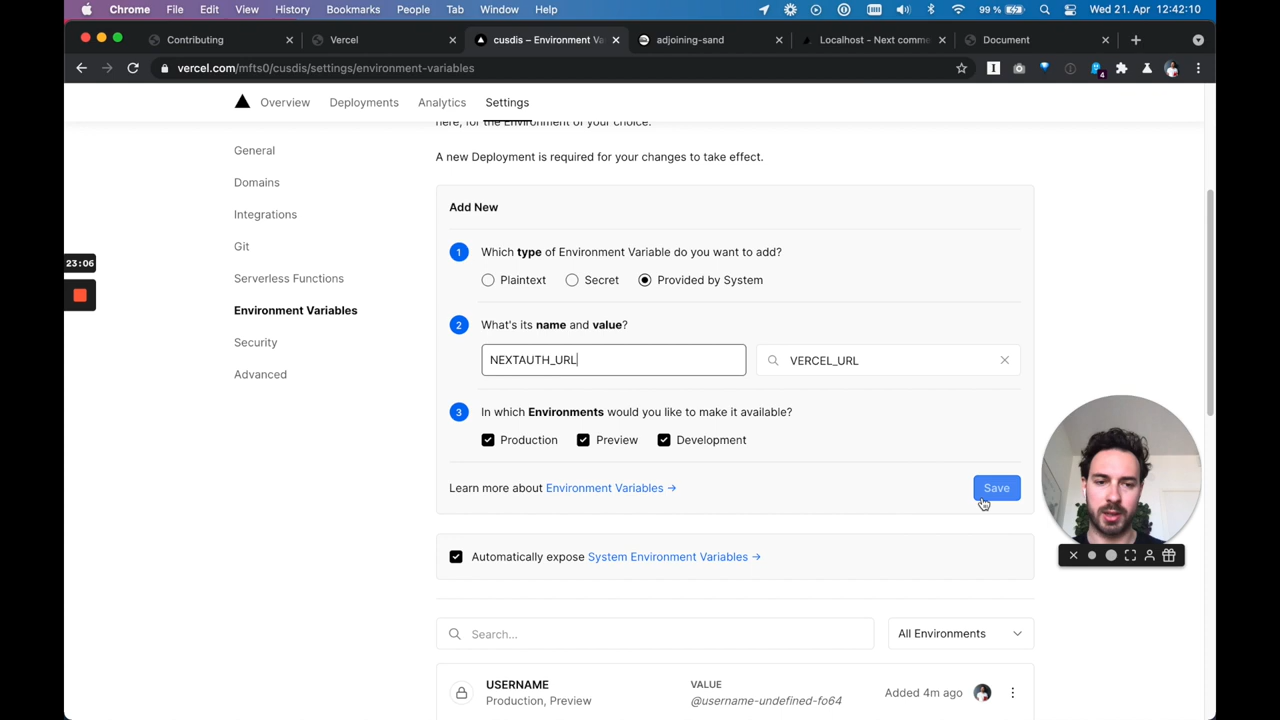 Chrome File Edit View History Bookmarks People Tab Window Help 99 % Wed 21. Apr 12:42:10
Contributing Vercel cusdis – Environment Va adjoining-sand Localhost - Next comme Document
vercel.com/mfts0/cusdis/settings/environment-variables 4
Overview Deployments Analytics Settings
here, for the Environment of your choice.
General
A new Deployment is required for your changes to take effect.
Domains
Add New
Integrations
Git
1 Which type of Environment Variable do you want to add?
23:06
Serverless Functions
Plaintext Secret Provided by System
Environment Variables
2 What's its name and value?
Security
NEXTAUTH_URL VERCEL_URL
Advanced
3 In which Environments would you like to make it available?
Production Preview Development
Learn more about Environment Variables → Save
Automatically expose System Environment Variables →
Search... All Environments
USERNAME VALUE
Production, Preview @username-undefined-fo64 Added 4m ago